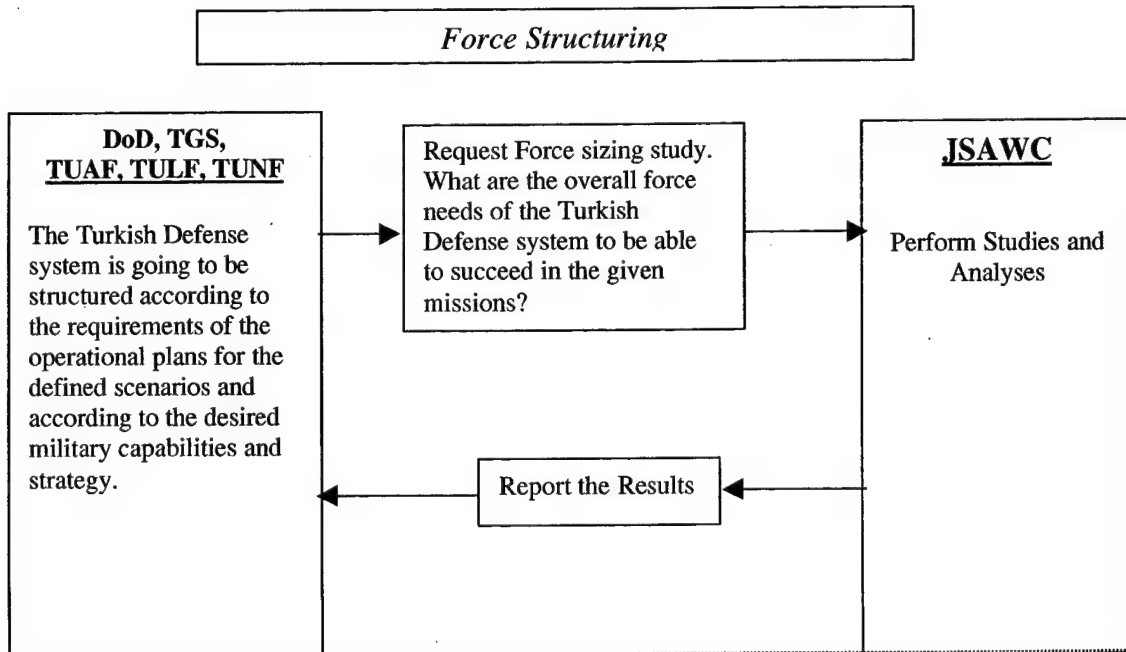 Force Structuring
DoD, TGS,
TUAF, TULF, TUNF
The Turkish Defense
system is going to be
structured according to
the requirements of the
operational plans for the
defined scenarios and
according to the desired
military capabilities and
strategy.
Request Force sizing study.
What are the overall force
needs of the Turkish
Defense system to be able
to succeed in the given
missions?
JSAWC
Perform Studies and
Analyses
Report the Results